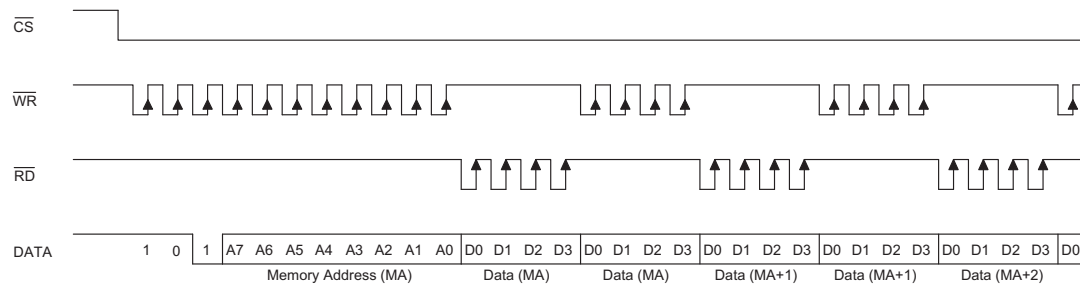 CS
WR
RD
DATA 1 0 1 A7 A6 A5 A4 A3 A2 A1 A0 D0 D1 D2 D3 D0 D1 D2 D3 D0 D1 D2 D3 D0 D1 D2 D3 D0 D1 D2 D3 D0
Memory Address (MA) Data (MA) Data (MA) Data (MA+1) Data (MA+1) Data (MA+2)